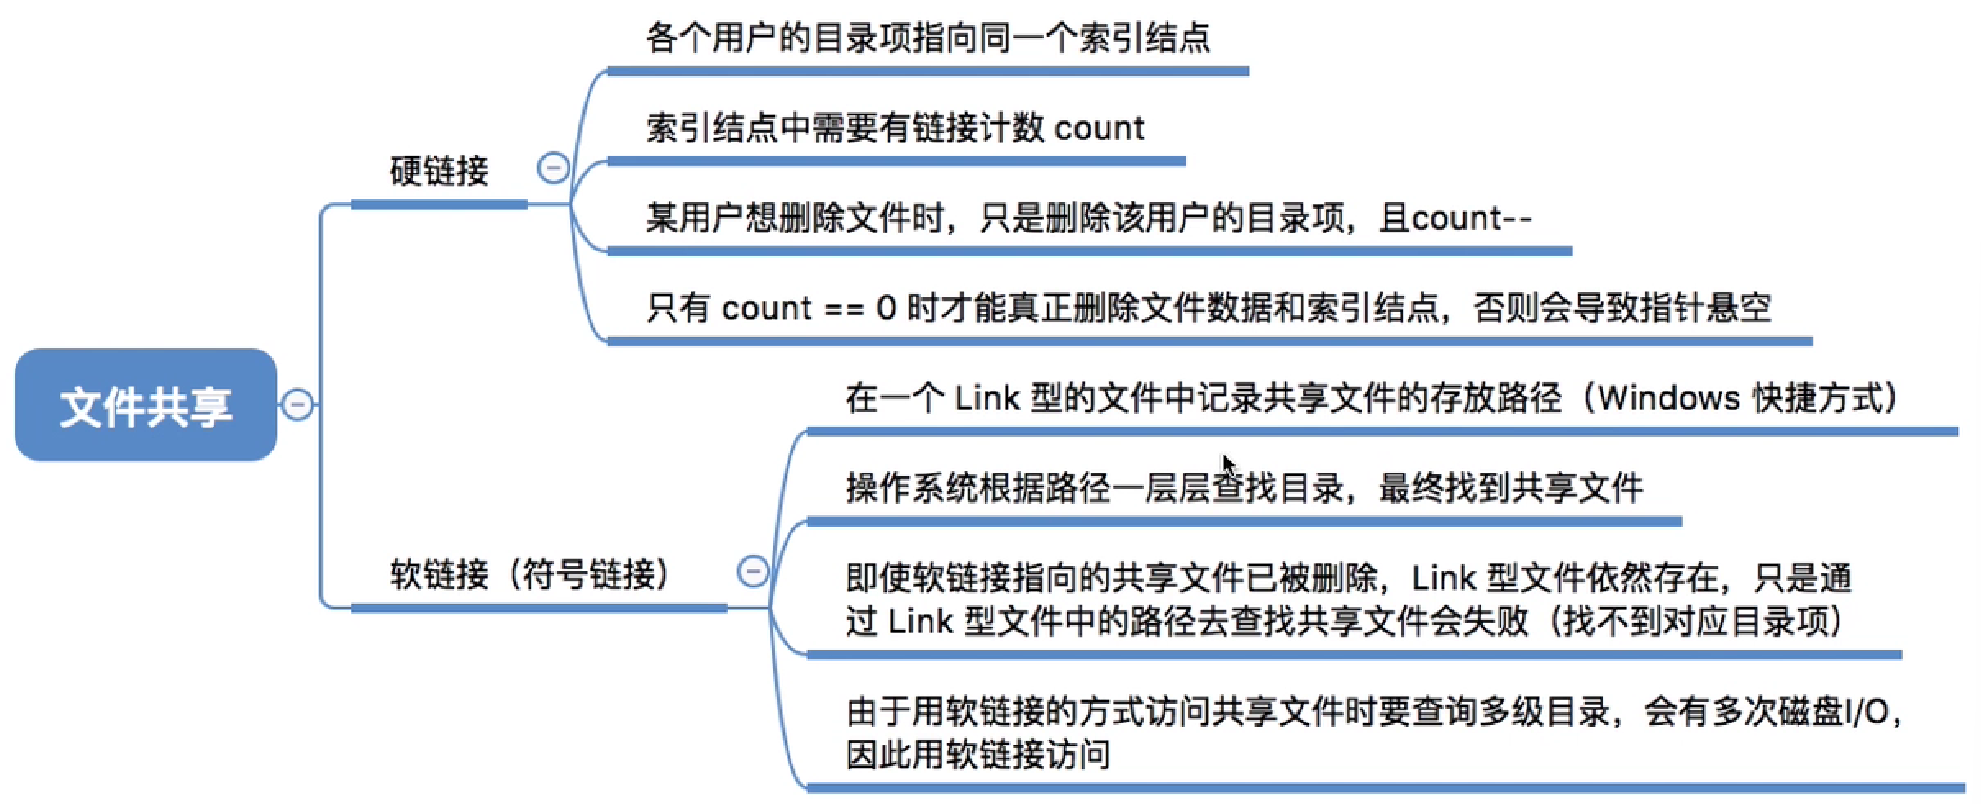 各个用户的目录项指向同一个索引结点
索引结点中需要有链接计数 count
硬链接
某用户想删除文件时，只是删除该用户的目录项，且count--
只有 count == 0 时才能真正删除文件数据和索引结点，否则会导致指针悬空
文件共享
在一个 Link 型的文件中记录共享文件的存放路径（Windows 快捷方式）
操作系统根据路径一层层查找目录，最终找到共享文件
软链接（符号链接）
即使软链接指向的共享文件已被删除，Link 型文件依然存在，只是通
过 Link 型文件中的路径去查找共享文件会失败（找不到对应目录项）
由于用软链接的方式访问共享文件时要查询多级目录，会有多次磁盘I/O，
因此用软链接访问